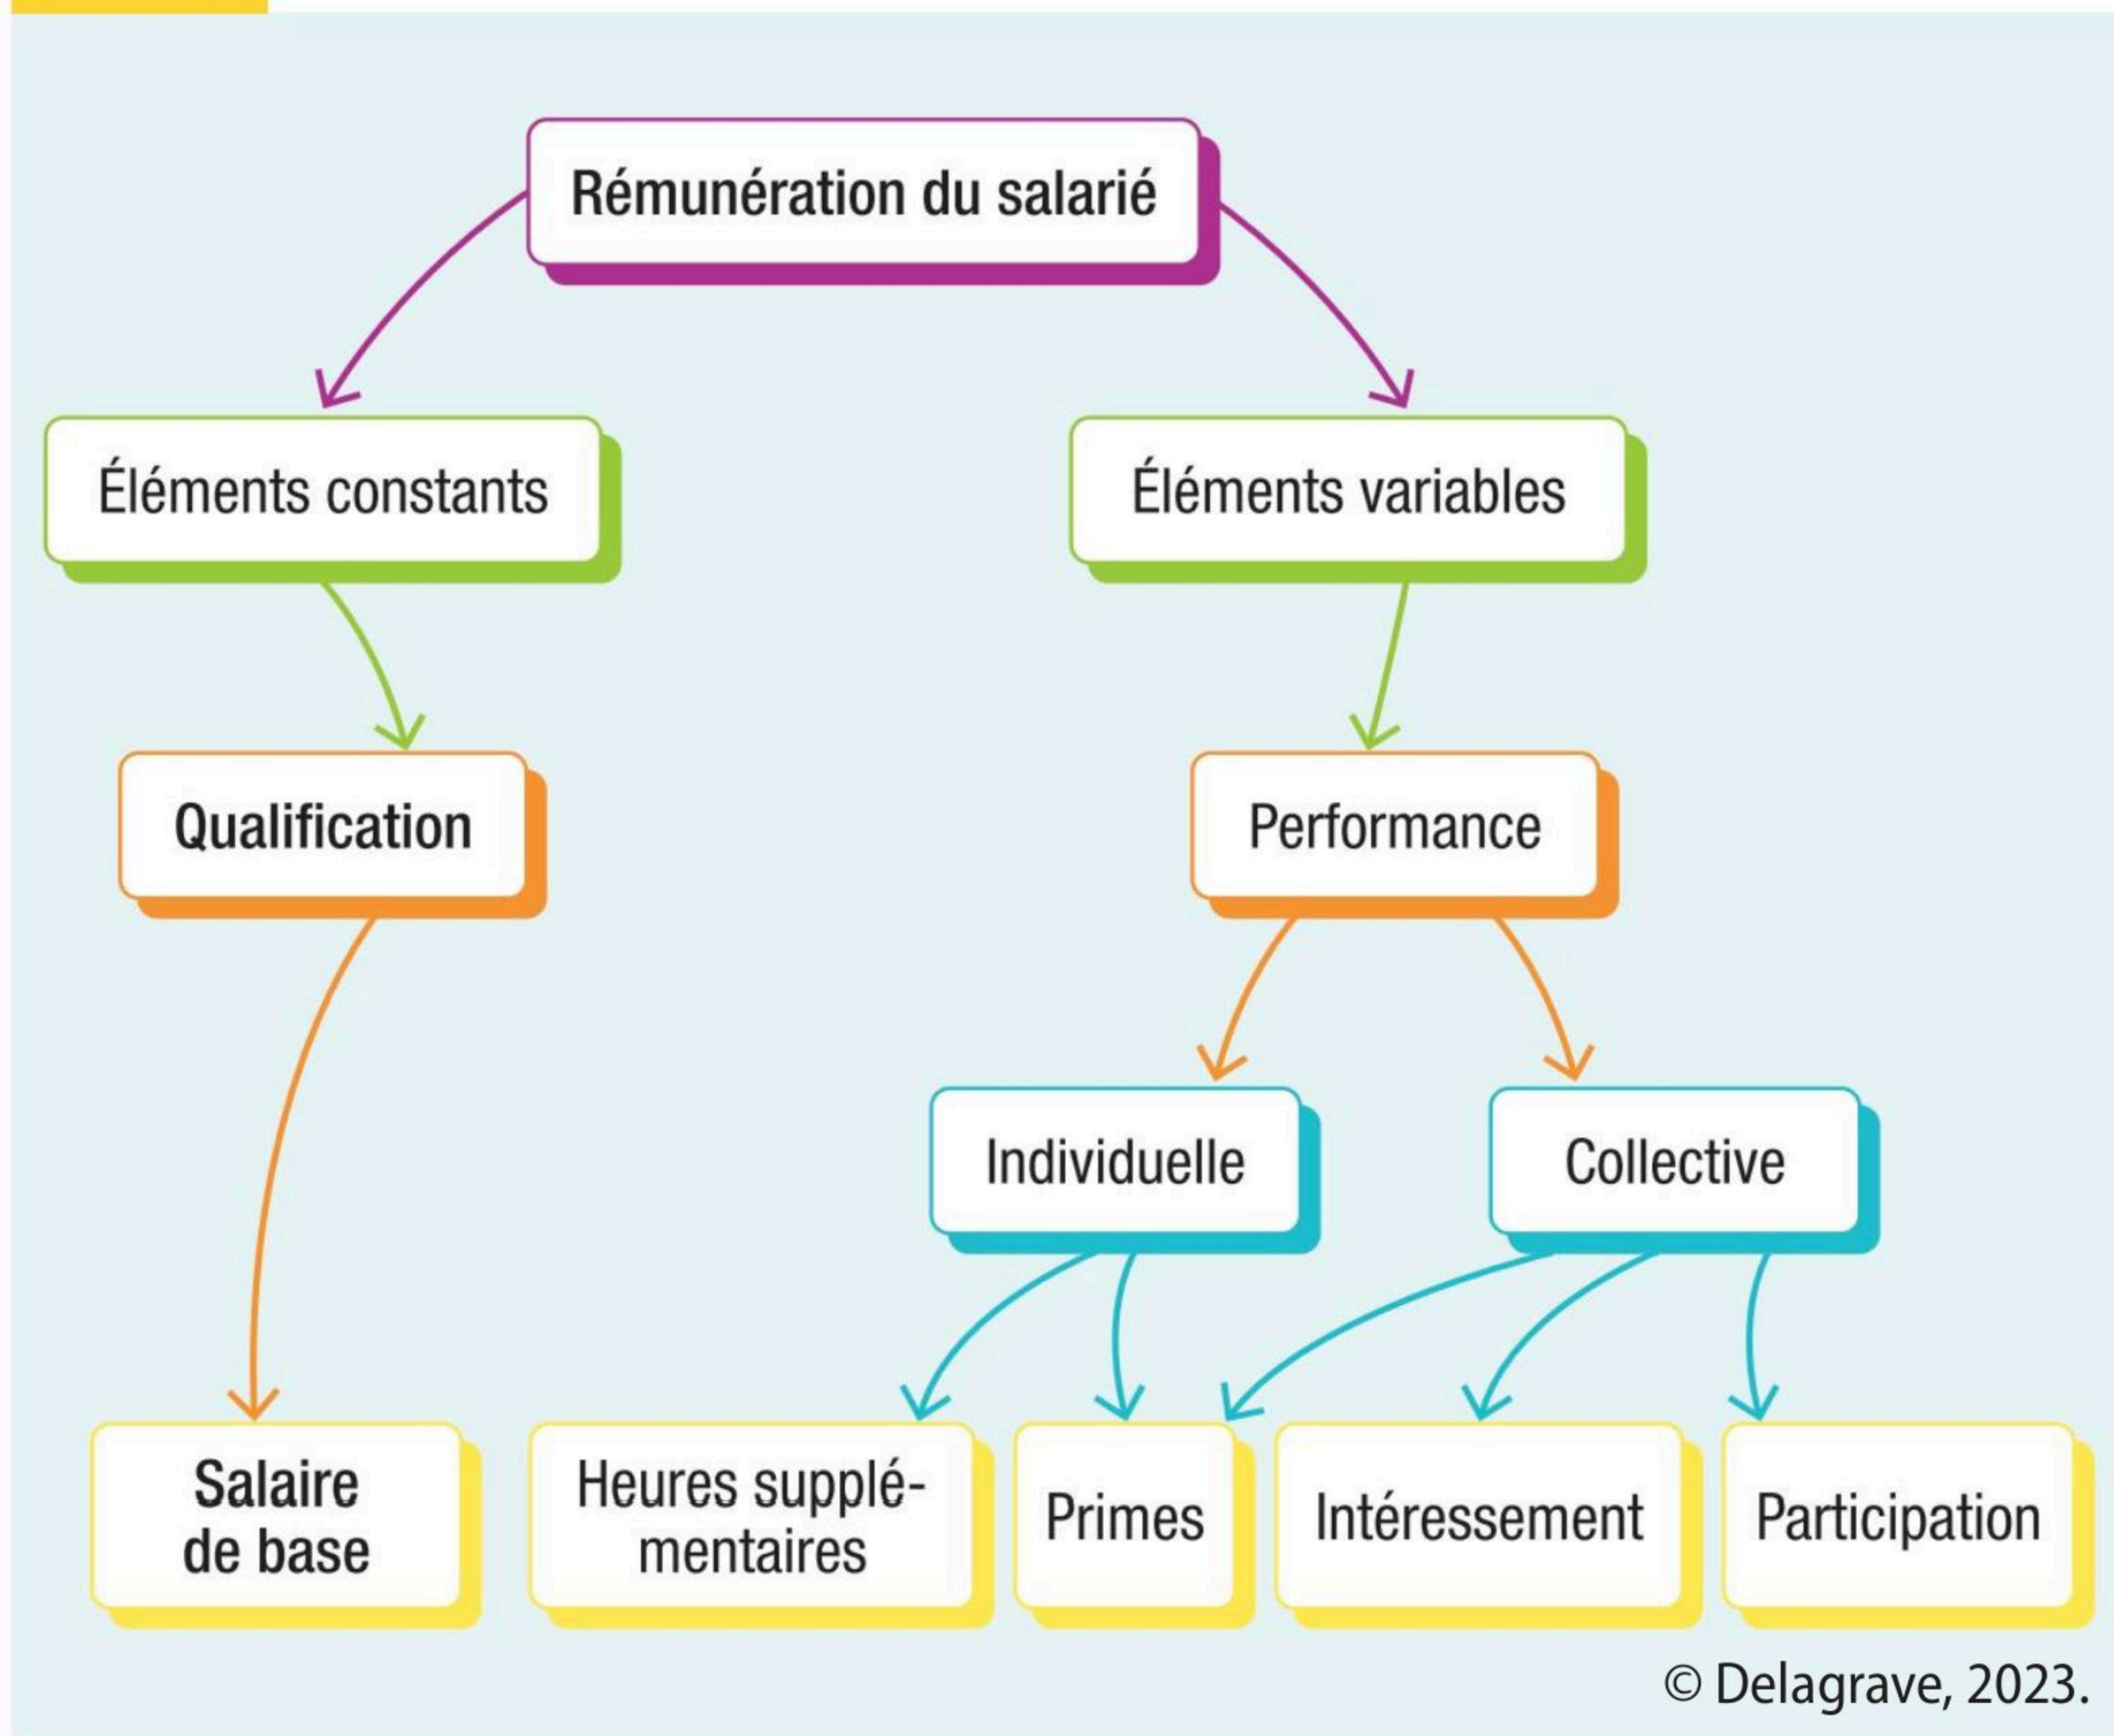 Rémunération du salarié
Éléments constants
Éléments variables
Qualification
Performance
Individuelle
Collective
Salaire
de base
Heures supplé-
mentaires
Primes
Intéressement
Participation
© Delagrave, 2023.